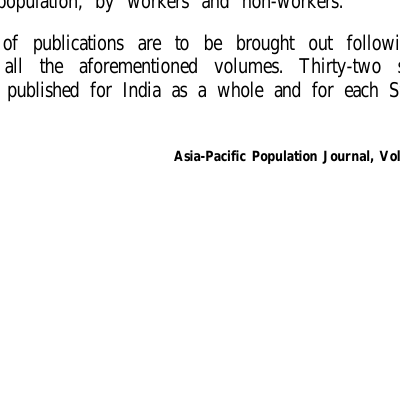 population, by workers and non-workers.
of publications are to be brought out followi
all the aforementioned volumes. Thirty-two s
published for India as a whole and for each S
Asia-Pacific Population Journal, Vol